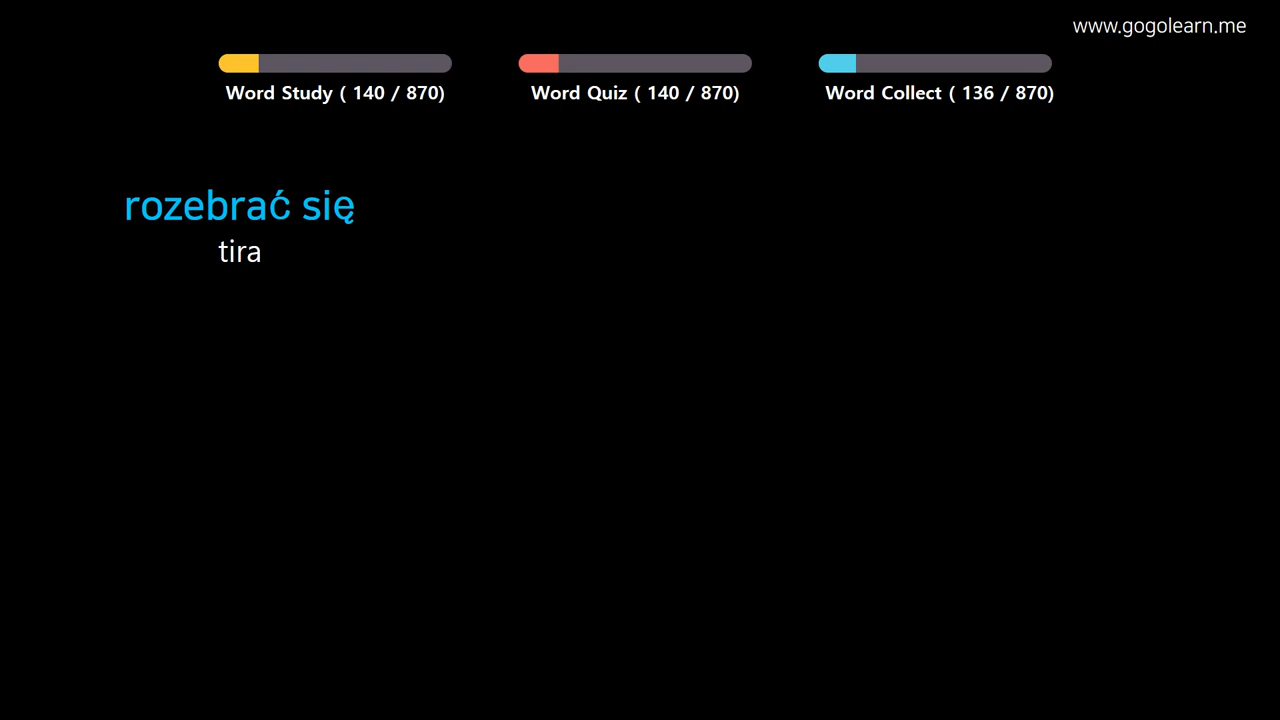 www.gogolearn.me
Word Study ( 140 / 870)
Word Quiz ( 140 / 870)
Word Collect ( 136 / 870)
rozebrać się
tira